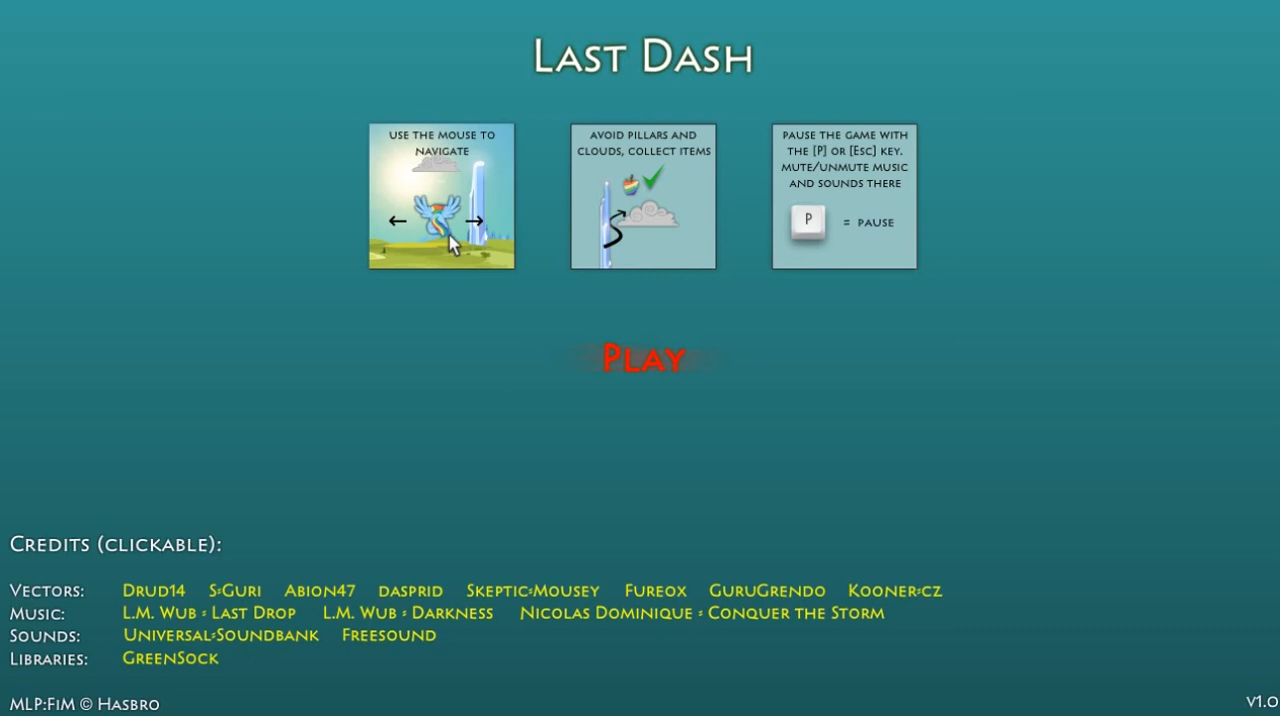 Last Dash
Use the mouse to
navigate
Avoid pillars and
clouds, collect items
Pause the game with
the [P] or [Esc] key.
Mute/unmute music
and sounds there
P = Pause
Play
Credits (clickable):
Vectors: Drud14 S-Guri Abion47 dasprid Skeptic-Mousey Fureox GuruGrendo Kooner-cz
Music: L.M. Wub - Last Drop L.M. Wub - Darkness Nicolas Dominique - Conquer the Storm
Sounds: Universal-Soundbank Freesound
Libraries: GreenSock
MLP:FiM © Hasbro
v1.0